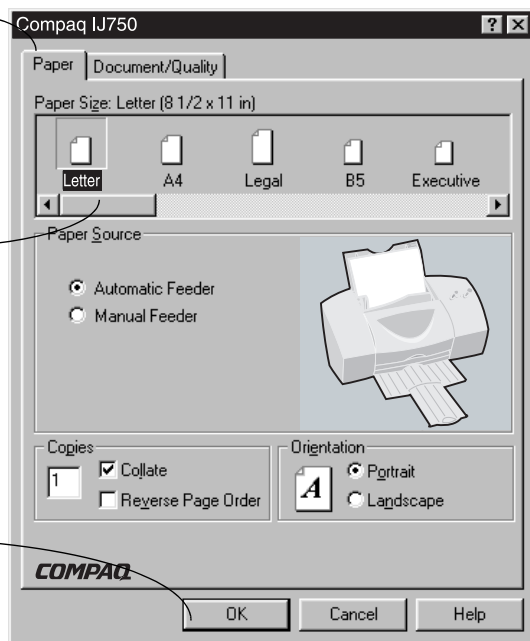 Compaq IJ750
? ×
Paper Document/Quality
Paper Size: Letter (8 1/2 x 11 in)
Letter A4 Legal B5 Executive
Paper Source
Automatic Feeder
Manual Feeder
Copies
1
Collate
Reverse Page Order
Orientation
A
Portrait
Landscape
COMPAQ
OK Cancel Help